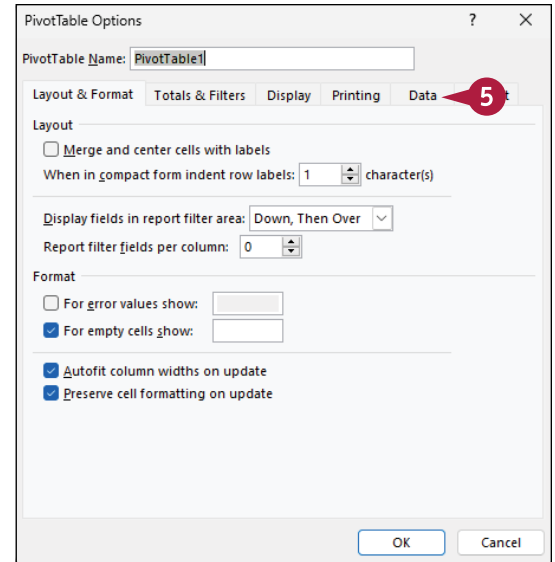 PivotTable Options ? ×
PivotTable Name: PivotTable1
Layout & Format Totals & Filters Display Printing Data 5 t
Layout
Merge and center cells with labels
When in compact form indent row labels: 1 character(s)
Display fields in report filter area: Down, Then Over
Report filter fields per column: 0
Format
For error values show:
For empty cells show:
Autofit column widths on update
Preserve cell formatting on update
OK Cancel